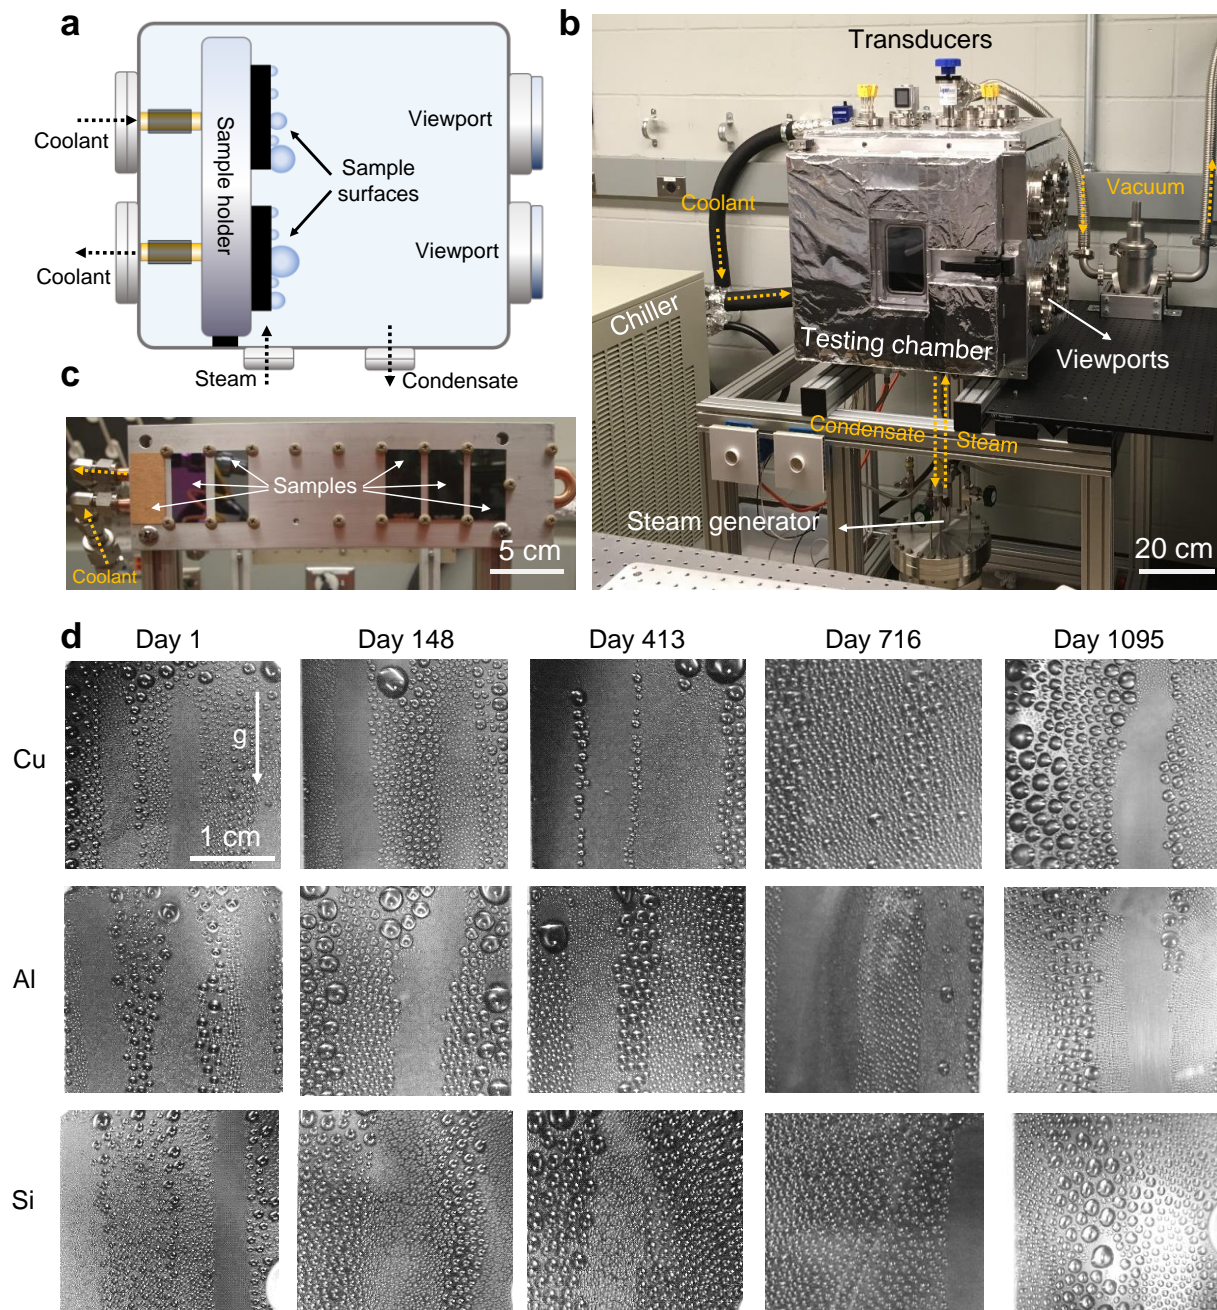 a
Coolant
Coolant
Sample holder
Sample
surfaces
Viewport
Viewport
Steam
Condensate
b
Transducers
Coolant
Vacuum
Chiller
Testing chamber
Viewports
Condensate
Steam
Steam generator
20 cm
c
Samples
Coolant
5 cm
d
Day 1
Day 148
Day 413
Day 716
Day 1095
Cu
g
1 cm
Al
Si